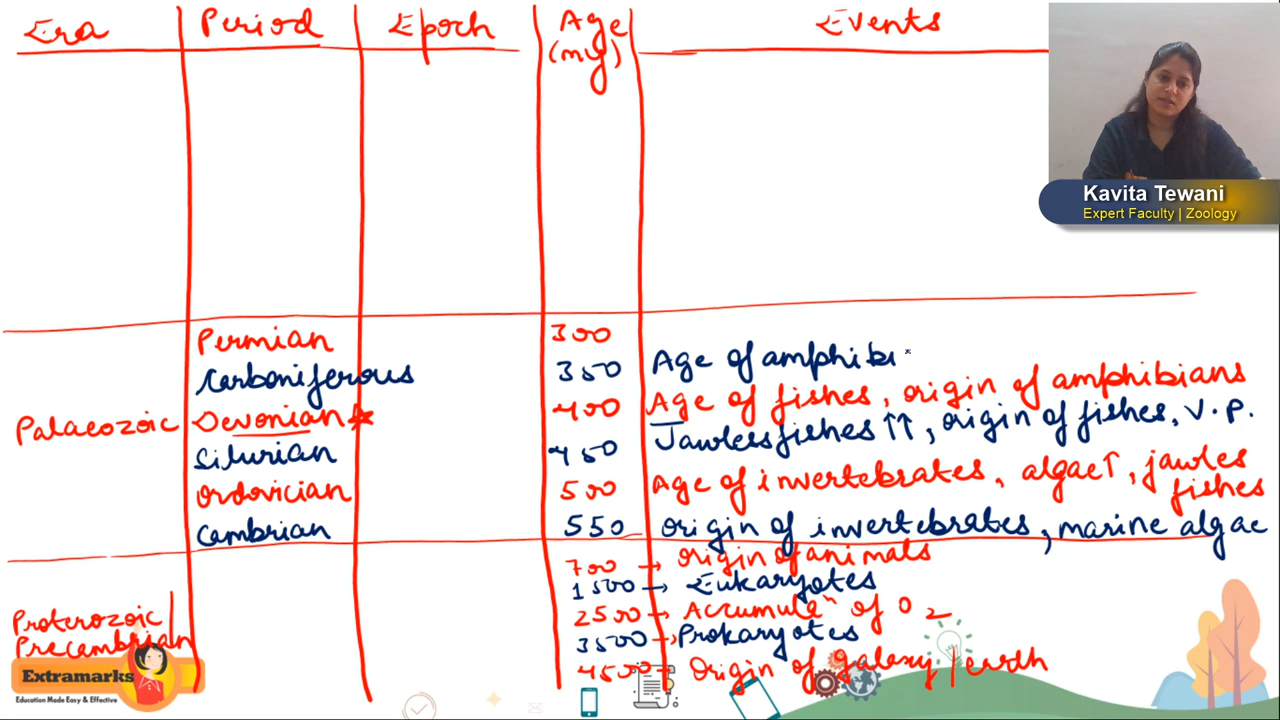 Era Period Epoch Age (my) Events
Kavita Tewani
Expert Faculty | Zoology
Permian 300
Carboniferous 350 Age of amphibi
Palaeozoic Devonian 400 Age of fishes, origin of amphibians
Silurian 450 Jawless fishes ↑↑, origin of fishes, V.P.
Ordovician 500 Age of invertebrates, algae↑, jawles fishes
Cambrian 550 origin of invertebrates, marine algae
700 → Origin of animals
1500 → Eukaryotes
Proterozoic 2500 → Accumulaⁿ of O2
Precambrian 3500 → Prokaryotes
4500 → Origin of galaxy / earth
Extramarks
Education Made Easy & Effective